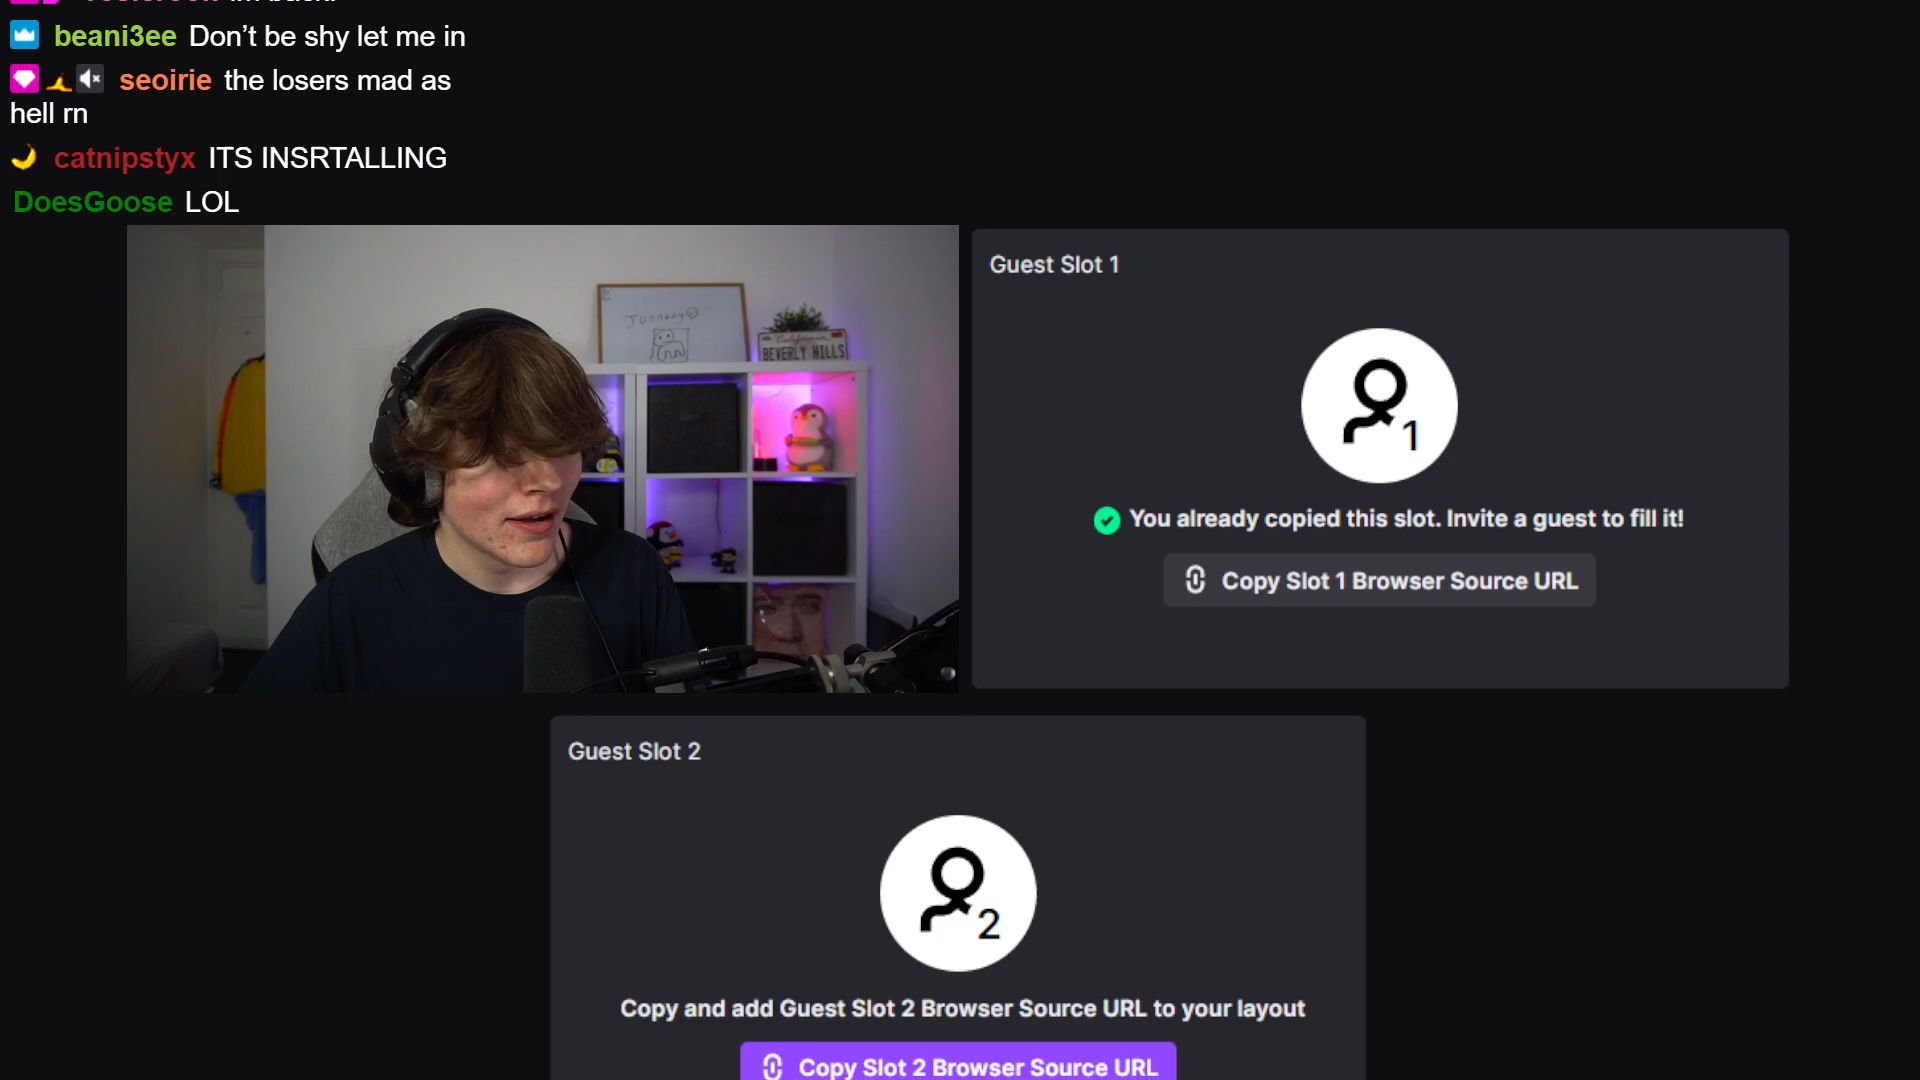 beani3ee Don’t be shy let me in
seoirie the losers mad as
hell rn
catnipstyx ITS INSRTALLING
DoesGoose LOL
Guest Slot 1
California
BEVERLY HILLS
1
You already copied this slot. Invite a guest to fill it!
Copy Slot 1 Browser Source URL
Guest Slot 2
2
Copy and add Guest Slot 2 Browser Source URL to your layout
Copy Slot 2 Browser Source URL